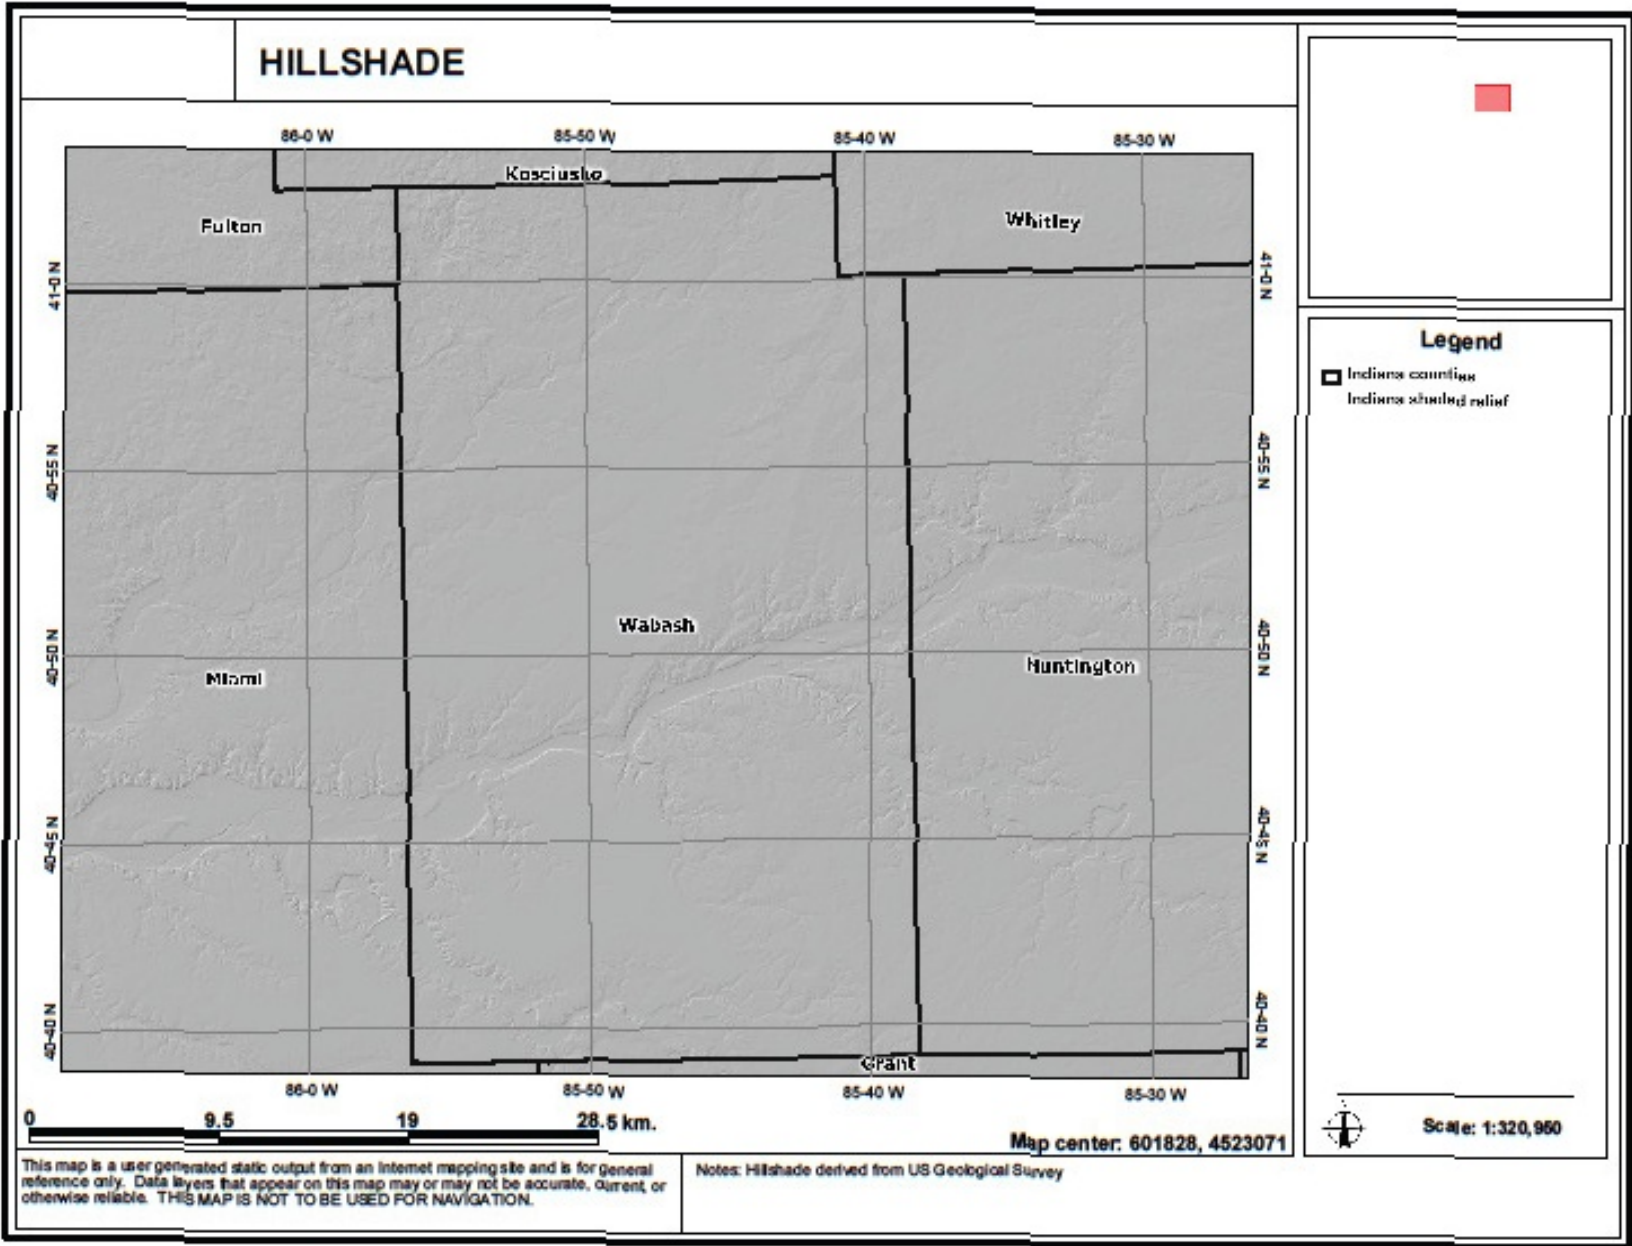 HILLSHADE
86-0 W
85-50 W
85-40 W
85-30 W
Kosciusko
Fulton
Whitley
41-0 N
41-0 N
40-55 N
40-55 N
Wabash
40-50 N
40-50 N
Miami
Huntington
40-45 N
40-45 N
40-40 N
40-40 N
Grant
86-0 W
85-50 W
85-40 W
85-30 W
Legend
Indiana counties
Indiana shaded relief
0 9.5 19 28.5 km.
Map center: 601828, 4523071
Scale: 1:320,950
This map is a user generated static output from an Internet mapping site and is for general
reference only. Data layers that appear on this map may or may not be accurate, current, or
otherwise reliable. THIS MAP IS NOT TO BE USED FOR NAVIGATION.
Notes: Hillshade derived from US Geological Survey